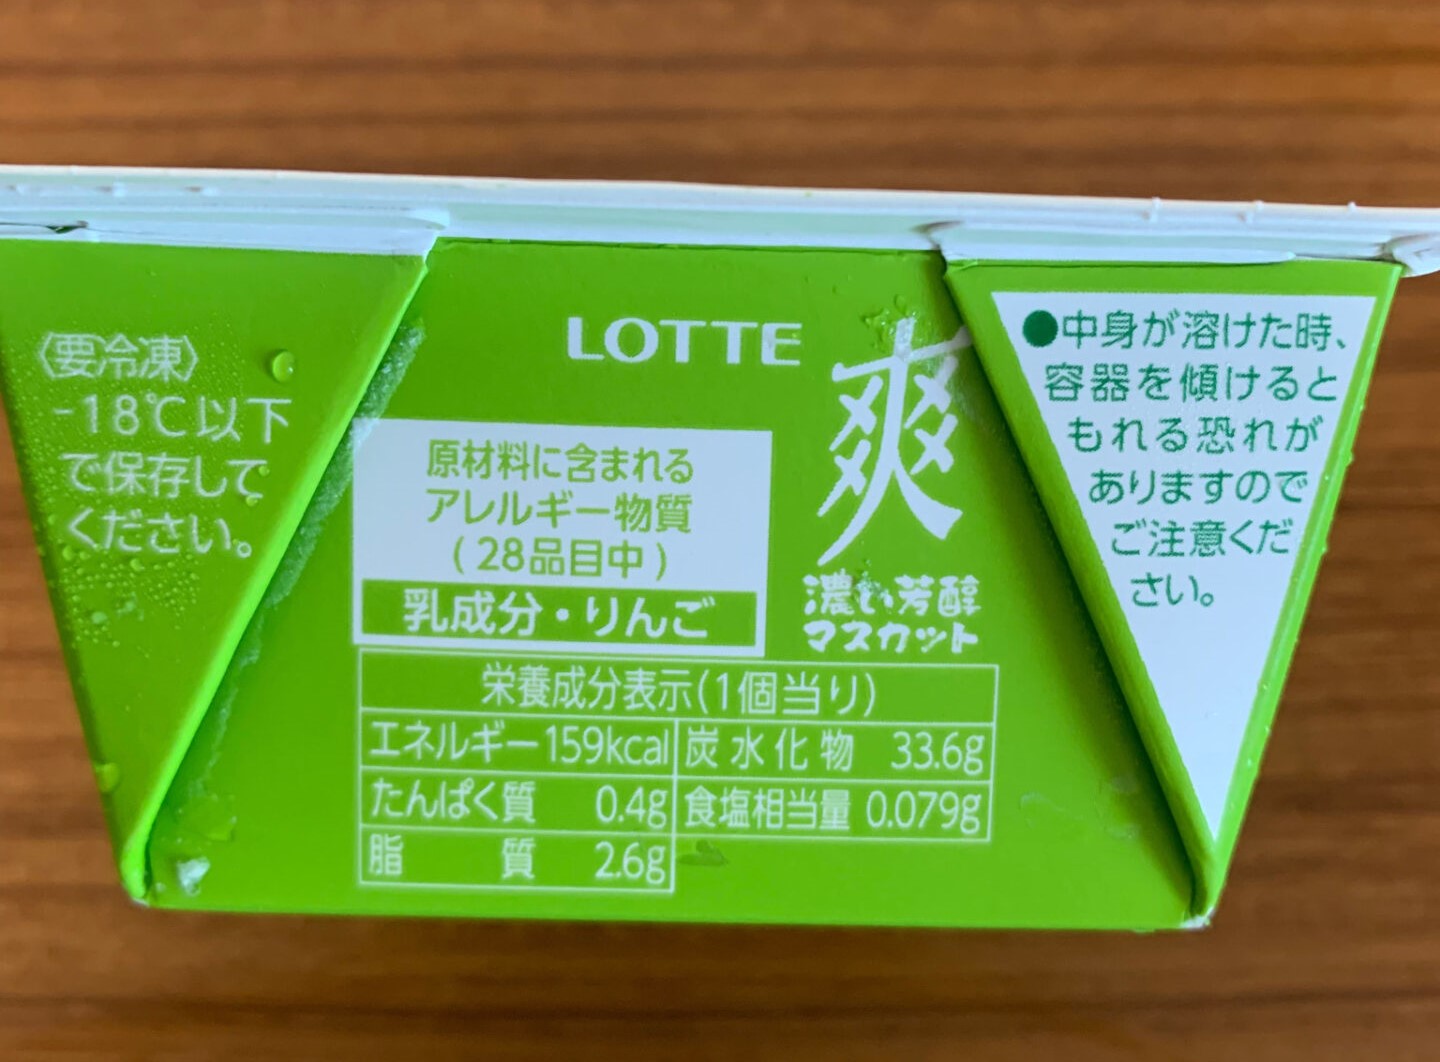 〈要冷凍〉
-18℃以下
で保存して
ください。
LOTTE
爽
濃い芳醇
マスカット
原材料に含まれる
アレルギー物質
(28品目中)
乳成分・りんご
栄養成分表示(1個当り)
エネルギー159kcal
炭水化物 33.6g
たんぱく質 0.4g
食塩相当量 0.079g
脂質 2.6g
●中身が溶けた時、
容器を傾けると
もれる恐れが
ありますので
ご注意くだ
さい。